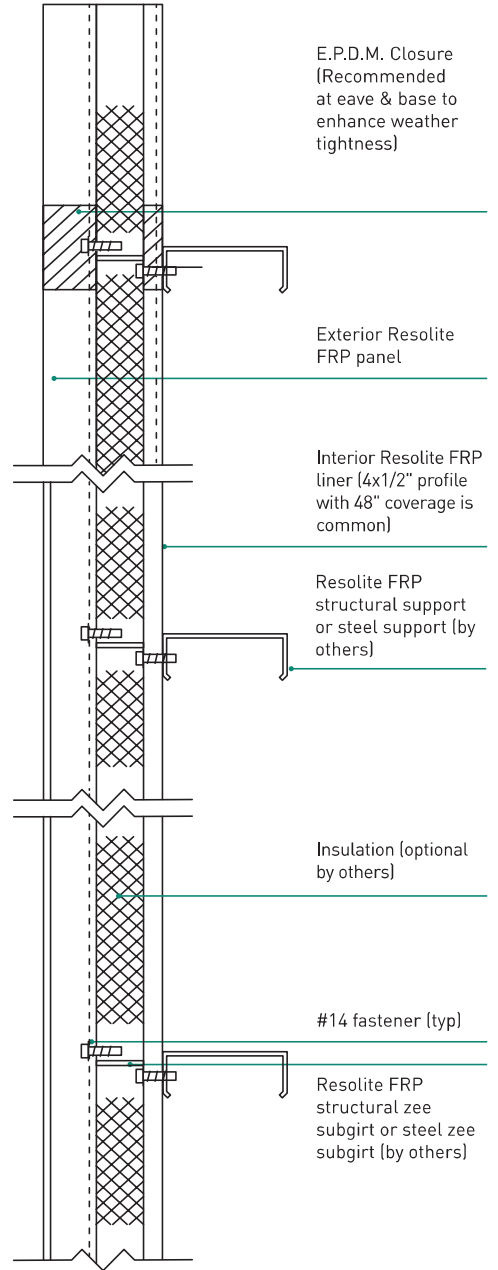 E.P.D.M. Closure
(Recommended
at eave & base to
enhance weather
tightness)
Exterior Resolite
FRP panel
Interior Resolite FRP
liner (4x1/2" profile
with 48" coverage is
common)
Resolite FRP
structural support
or steel support (by
others)
Insulation (optional
by others)
#14 fastener (typ)
Resolite FRP
structural zee
subgirt or steel zee
subgirt (by others)